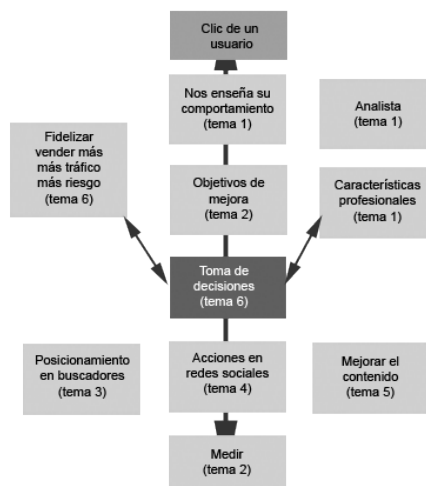 Clic de un
usuario
Nos enseña su
comportamiento
(tema 1)
Analista
(tema 1)
Fidelizar
vender más
más tráfico
más riesgo
(tema 6)
Objetivos de
mejora
(tema 2)
Características
profesionales
(tema 1)
Toma de
decisiones
(tema 6)
Posicionamiento
en buscadores
(tema 3)
Acciones en
redes sociales
(tema 4)
Mejorar el
contenido
(tema 5)
Medir
(tema 2)